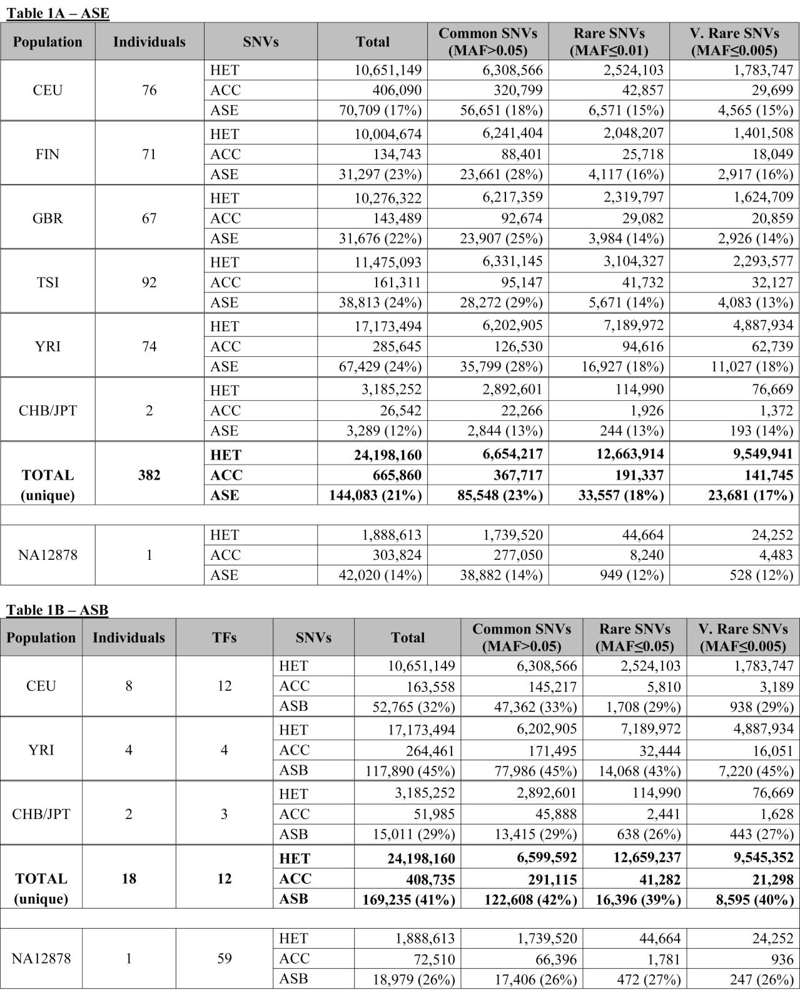 Table 1A – ASE
Population Individuals SNVs Total Common SNVs (MAF>0.05) Rare SNVs (MAF≤0.01) V. Rare SNVs (MAF≤0.005)
HET 10,651,149 6,308,566 2,524,103 1,783,747
CEU 76 ACC 406,090 320,799 42,857 29,699
ASE 70,709 (17%) 56,651 (18%) 6,571 (15%) 4,565 (15%)
HET 10,004,674 6,241,404 2,048,207 1,401,508
FIN 71 ACC 134,743 88,401 25,718 18,049
ASE 31,297 (23%) 23,661 (28%) 4,117 (16%) 2,917 (16%)
HET 10,276,322 6,217,359 2,319,797 1,624,709
GBR 67 ACC 143,489 92,674 29,082 20,859
ASE 31,676 (22%) 23,907 (25%) 3,984 (14%) 2,926 (14%)
HET 11,475,093 6,331,145 3,104,327 2,293,577
TSI 92 ACC 161,311 95,147 41,732 32,127
ASE 38,813 (24%) 28,272 (29%) 5,671 (14%) 4,083 (13%)
HET 17,173,494 6,202,905 7,189,972 4,887,934
YRI 74 ACC 285,645 126,530 94,616 62,739
ASE 67,429 (24%) 35,799 (28%) 16,927 (18%) 11,027 (18%)
HET 3,185,252 2,892,601 114,990 76,669
CHB/JPT 2 ACC 26,542 22,266 1,926 1,372
ASE 3,289 (12%) 2,844 (13%) 244 (13%) 193 (14%)
HET 24,198,160 6,654,217 12,663,914 9,549,941
TOTAL 382 ACC 665,860 367,717 191,337 141,745
(unique) ASE 144,083 (21%) 85,548 (23%) 33,557 (18%) 23,681 (17%)
HET 1,888,613 1,739,520 44,664 24,252
NA12878 1 ACC 303,824 277,050 8,240 4,483
ASE 42,020 (14%) 38,882 (14%) 949 (12%) 528 (12%)
Table 1B – ASB
Population Individuals TFs SNVs Total Common SNVs (MAF>0.05) Rare SNVs (MAF≤0.05) V. Rare SNVs (MAF≤0.005)
HET 10,651,149 6,308,566 2,524,103 1,783,747
CEU 8 12 ACC 163,558 145,217 5,810 3,189
ASB 52,765 (32%) 47,362 (33%) 1,708 (29%) 938 (29%)
HET 17,173,494 6,202,905 7,189,972 4,887,934
YRI 4 4 ACC 264,461 171,495 32,444 16,051
ASB 117,890 (45%) 77,986 (45%) 14,068 (43%) 7,220 (45%)
HET 3,185,252 2,892,601 114,990 76,669
CHB/JPT 2 3 ACC 51,985 45,888 2,441 1,628
ASB 15,011 (29%) 13,415 (29%) 638 (26%) 443 (27%)
HET 24,198,160 6,599,592 12,659,237 9,545,352
TOTAL 18 12 ACC 408,735 291,115 41,282 21,298
(unique) ASB 169,235 (41%) 122,608 (42%) 16,396 (39%) 8,595 (40%)
HET 1,888,613 1,739,520 44,664 24,252
NA12878 1 59 ACC 72,510 66,396 1,781 936
ASB 18,979 (26%) 17,406 (26%) 472 (27%) 247 (26%)